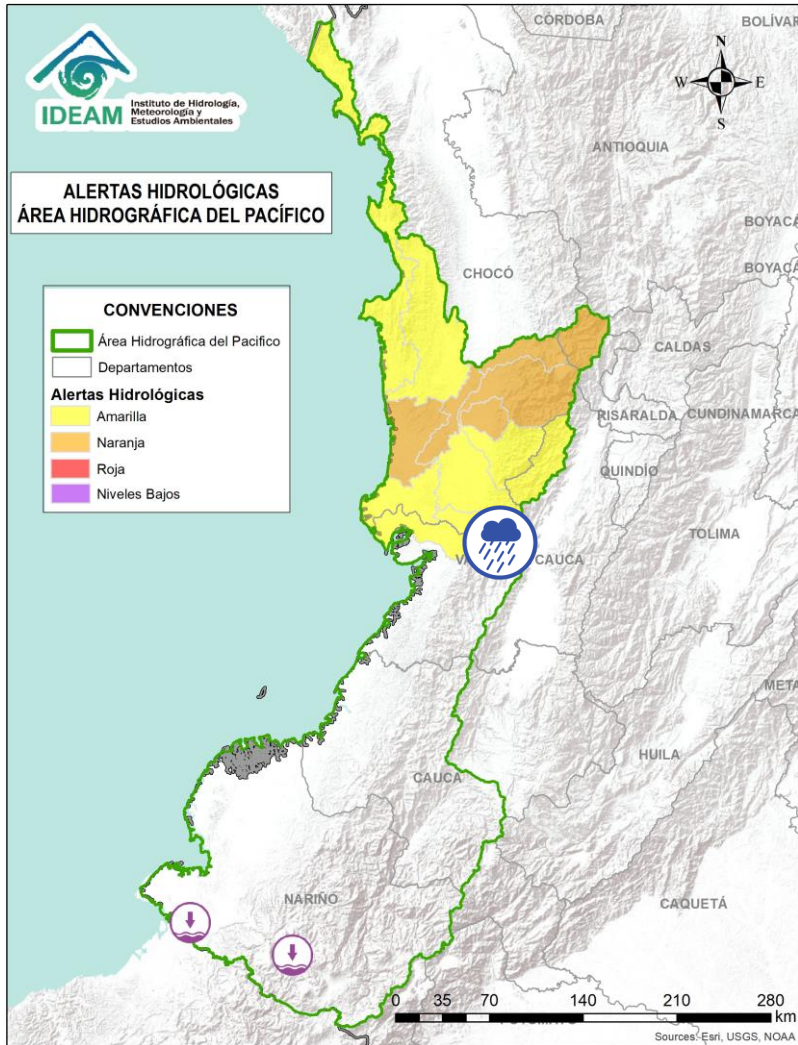 IDEAM
Instituto de Hidrología,
Meteorología y
Estudios Ambientales
ALERTAS HIDROLÓGICAS
ÁREA HIDROGRÁFICA DEL PACÍFICO
CONVENCIONES
Área Hidrográfica del Pacifico
Departamentos
Alertas Hidrológicas
Amarilla
Naranja
Roja
Niveles Bajos
N
W E
S
CÓRDOBA
BOLÍVAR
ANTIOQUIA
BOYACÁ
BOYACÁ
CHOCÓ
CALDAS
RISARALDA
CUNDINAMARCA
QUINDÍO
TOLIMA
CAUCA
META
HUILA
CAUCA
NARIÑO
CAQUETÁ
0 35 70 140 210 280
km
Sources: Esri, USGS, NOAA